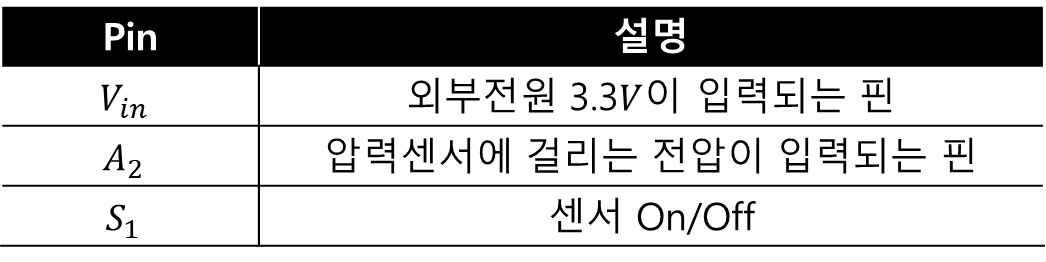 Pin 설명
V_in 외부전원 3.3V이 입력되는 핀
A_2 압력센서에 걸리는 전압이 입력되는 핀
S_1 센서 On/Off